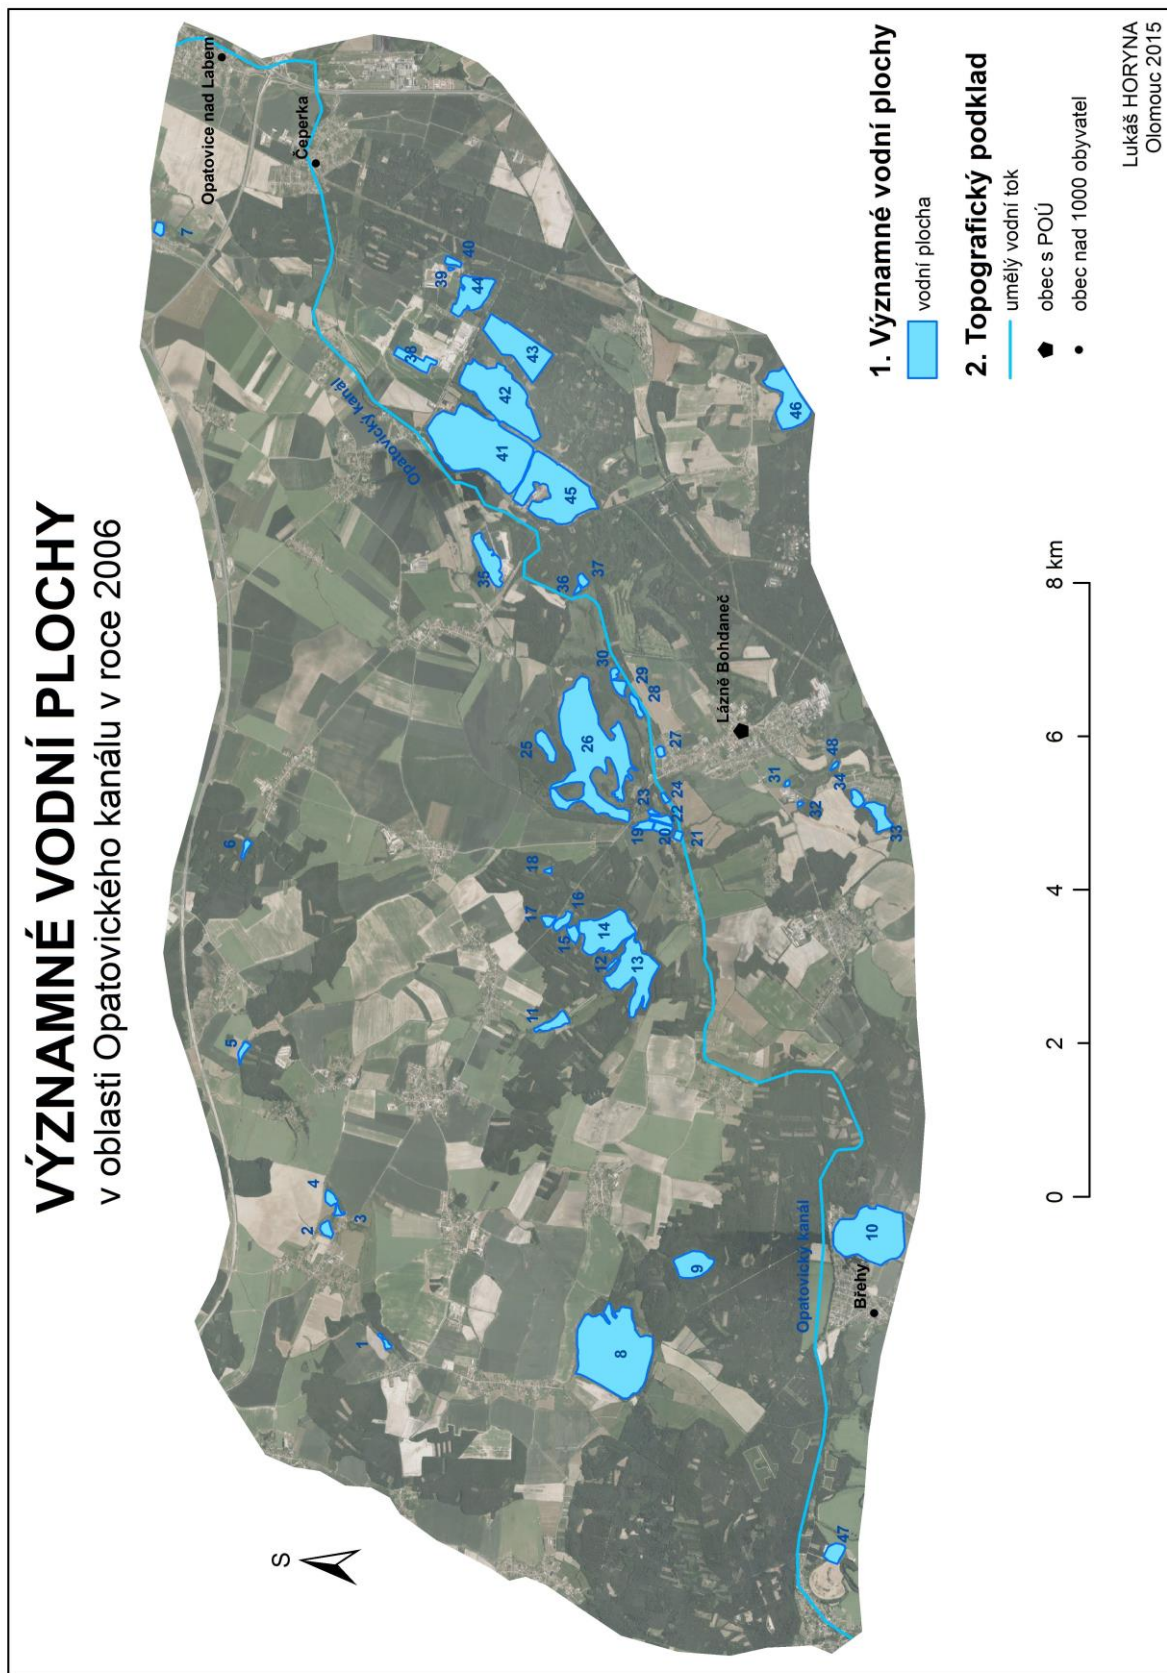 VÝZNAMNÉ VODNÍ PLOCHY
v oblasti Opatovického kanálu v roce 2006
S
Opatovice nad Labem
Čeperka
Opatovický kanál
Lázně Bohdaneč
Opatovický kanál
Břehy
1
2
3
4
5
6
7
8
9
10
11
12
13
14
15
16
17
18
19
20
21
22
23
24
25
26
27
28
29
30
31
32
33
34
35
36
37
38
39
40
41
42
43
44
45
46
47
48
0 2 4 6 8 km
1. Významné vodní plochy
vodní plocha
2. Topografický podklad
umělý vodní tok
obec s POÚ
obec nad 1000 obyvatel
Lukáš HORYNA
Olomouc 2015